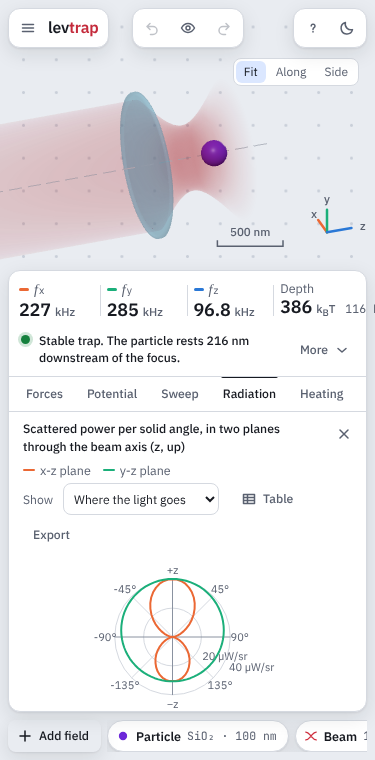 levtrap
?
Fit Along Side
500 nm
y
x
z
fx fy fz Depth
227 kHz 285 kHz 96.8 kHz 386 kBT 116
Stable trap. The particle rests 216 nm
downstream of the focus.
More
Forces Potential Sweep Radiation Heating
Scattered power per solid angle, in two planes
through the beam axis (z, up)
x-z plane y-z plane
Show Where the light goes Table
Export
+z
-45° 45°
-90° 90°
20 μW/sr
40 μW/sr
-135° 135°
−z
Add field Particle SiO₂ · 100 nm Beam